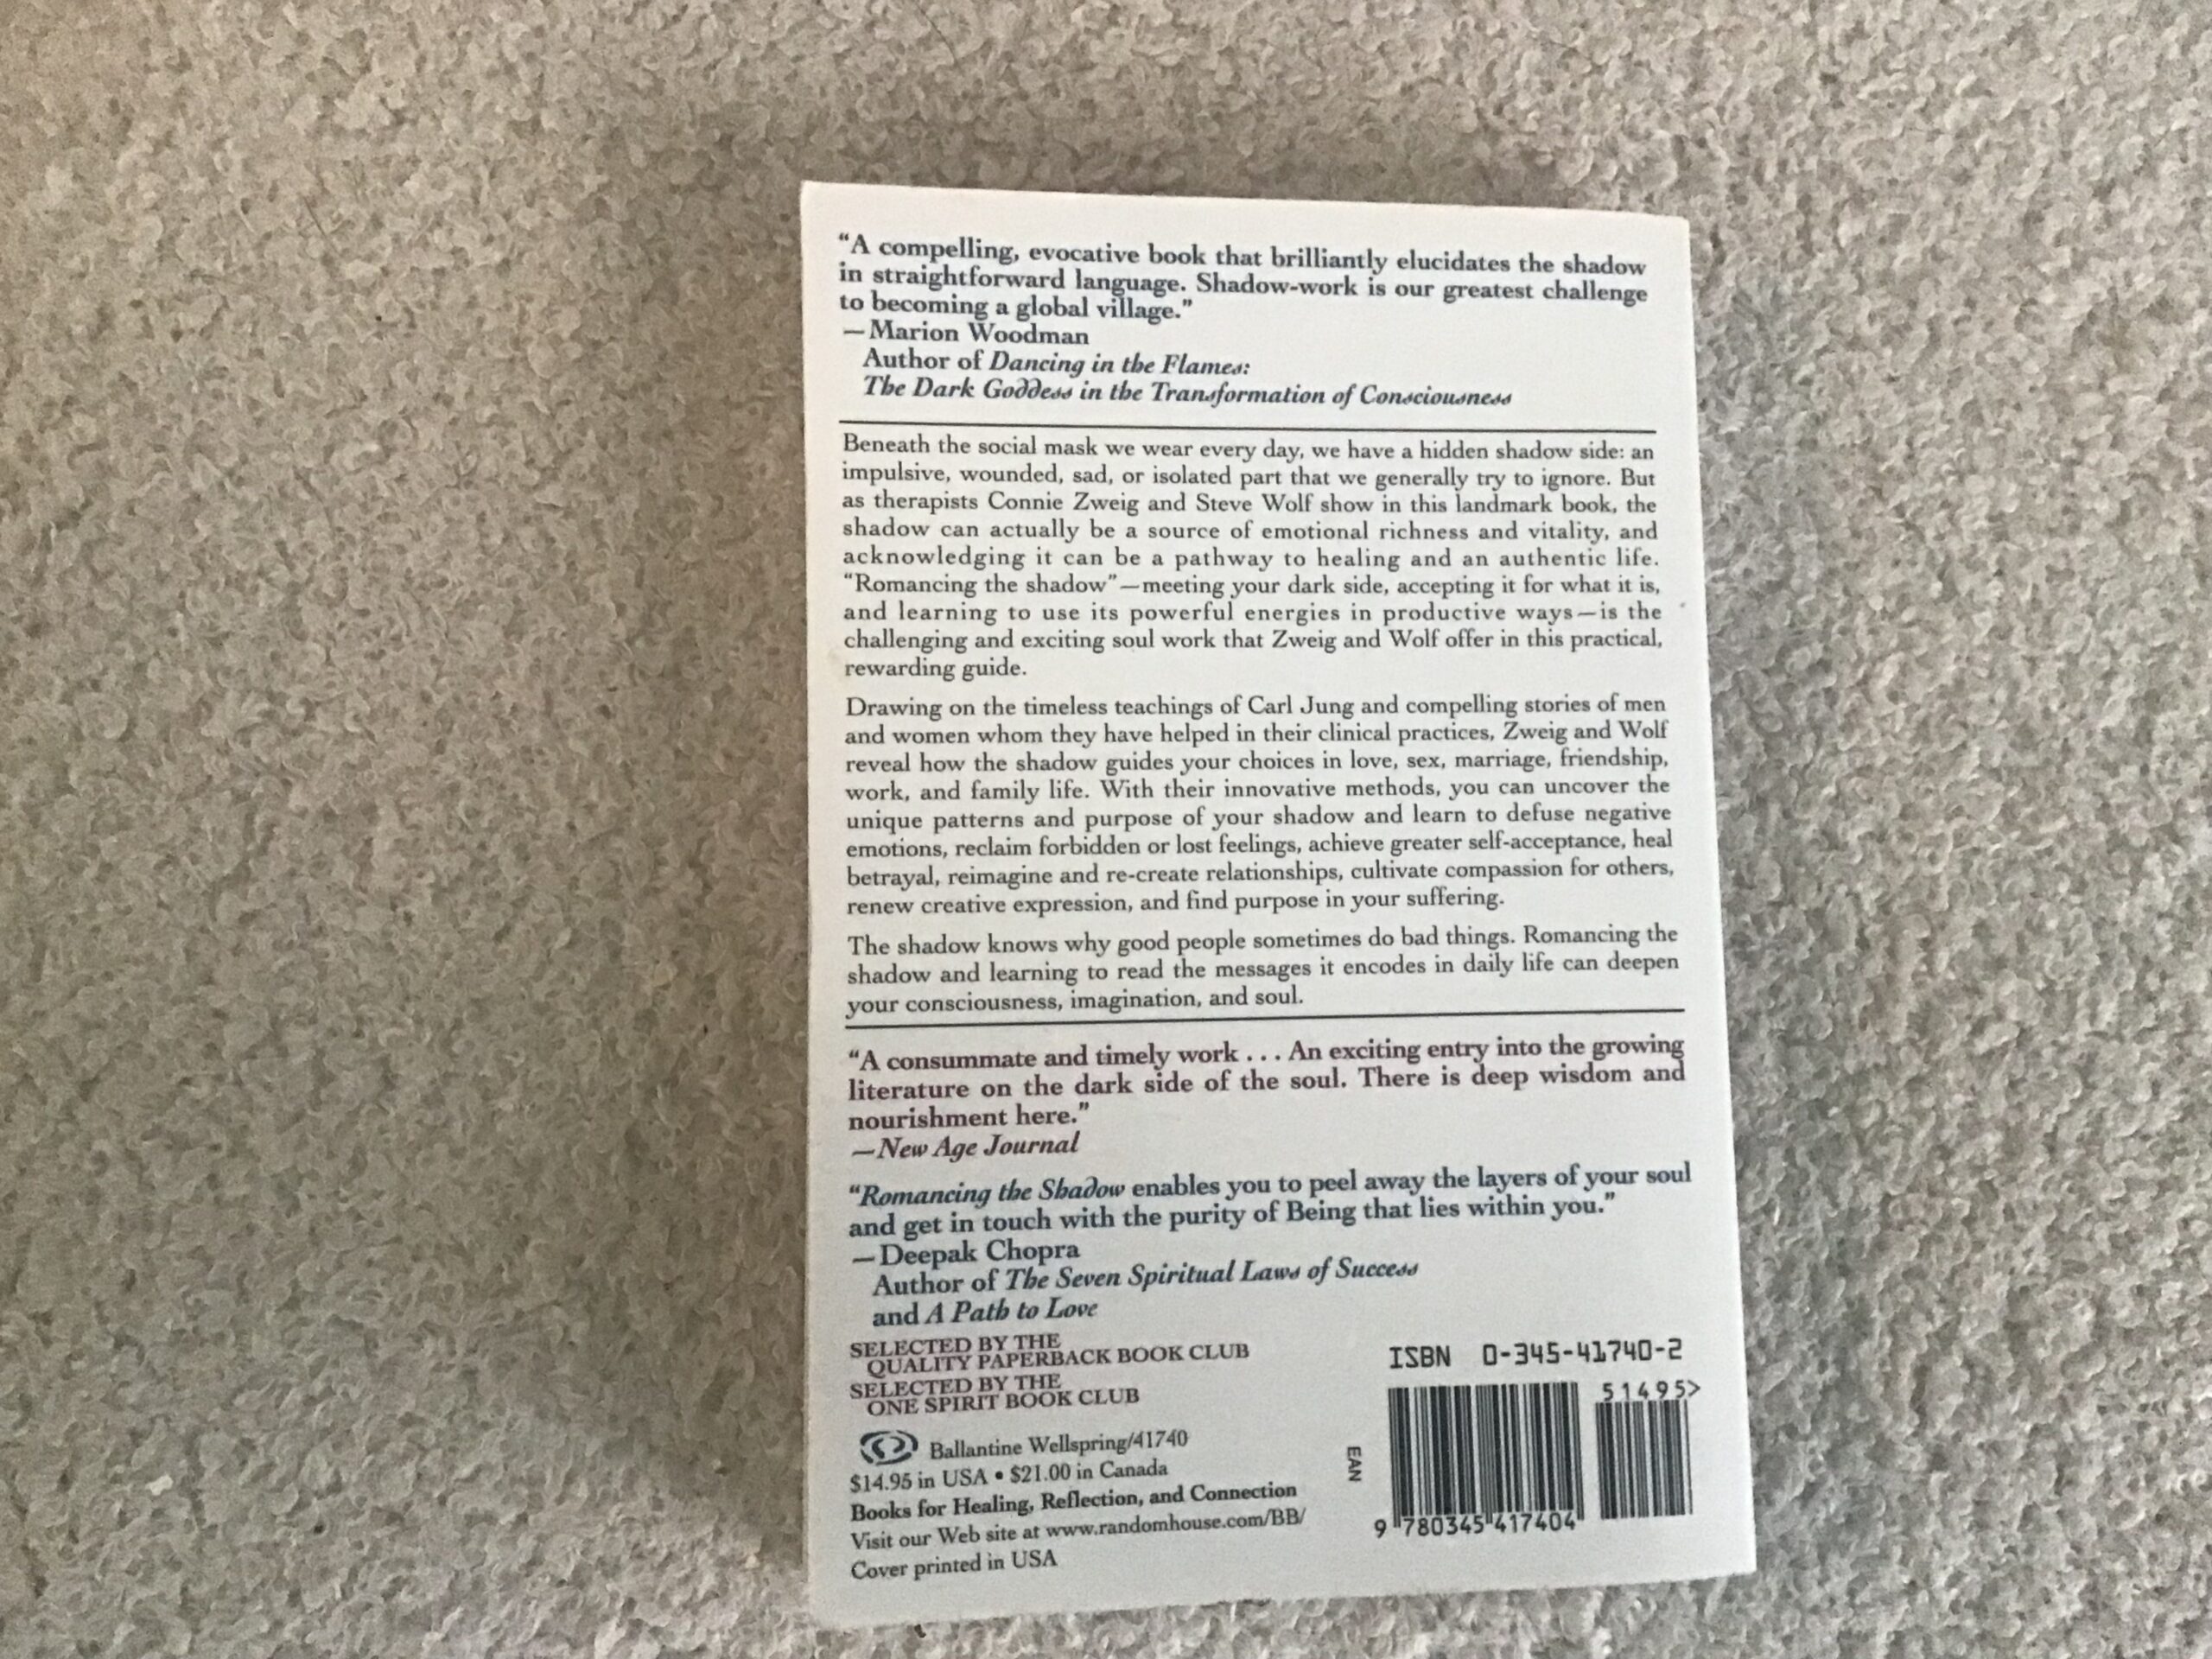 “A compelling, evocative book that brilliantly elucidates the shadow
in straightforward language. Shadow-work is our greatest challenge
to becoming a global village.”
—Marion Woodman
Author of Dancing in the Flames:
The Dark Goddess in the Transformation of Consciousness
Beneath the social mask we wear every day, we have a hidden shadow side: an
impulsive, wounded, sad, or isolated part that we generally try to ignore. But
as therapists Connie Zweig and Steve Wolf show in this landmark book, the
shadow can actually be a source of emotional richness and vitality, and
acknowledging it can be a pathway to healing and an authentic life.
“Romancing the shadow”—meeting your dark side, accepting it for what it is,
and learning to use its powerful energies in productive ways—is the
challenging and exciting soul work that Zweig and Wolf offer in this practical,
rewarding guide.
Drawing on the timeless teachings of Carl Jung and compelling stories of men
and women whom they have helped in their clinical practices, Zweig and Wolf
reveal how the shadow guides your choices in love, sex, marriage, friendship,
work, and family life. With their innovative methods, you can uncover the
unique patterns and purpose of your shadow and learn to defuse negative
emotions, reclaim forbidden or lost feelings, achieve greater self-acceptance, heal
betrayal, reimagine and re-create relationships, cultivate compassion for others,
renew creative expression, and find purpose in your suffering.
The shadow knows why good people sometimes do bad things. Romancing the
shadow and learning to read the messages it encodes in daily life can deepen
your consciousness, imagination, and soul.
“A consummate and timely work . . . An exciting entry into the growing
literature on the dark side of the soul. There is deep wisdom and
nourishment here.”
—New Age Journal
“Romancing the Shadow enables you to peel away the layers of your soul
and get in touch with the purity of Being that lies within you.”
—Deepak Chopra
Author of The Seven Spiritual Laws of Success
and A Path to Love
SELECTED BY THE
QUALITY PAPERBACK BOOK CLUB
SELECTED BY THE
ONE SPIRIT BOOK CLUB
Ballantine Wellspring/41740
$14.95 in USA • $21.00 in Canada
Books for Healing, Reflection, and Connection
Visit our Web site at www.randomhouse.com/BB/
Cover printed in USA
ISBN 0-345-41740-2
51495>
EAN
9 780345 417404